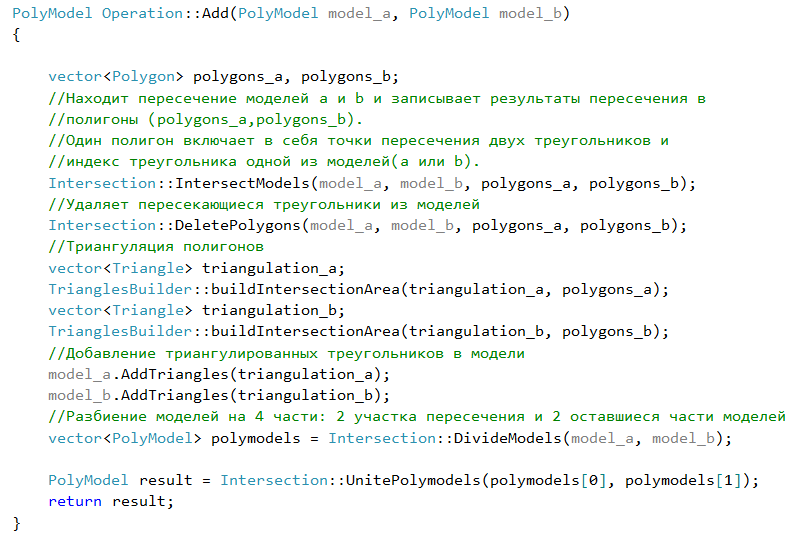 PolyModel Operation::Add(PolyModel model_a, PolyModel model_b)
{
vector<Polygon> polygons_a, polygons_b;
//Находит пересечение моделей a и b и записывает результаты пересечения в
//полигоны (polygons_a,polygons_b).
//Один полигон включает в себя точки пересечения двух треугольников и
//индекс треугольника одной из моделей(a или b).
Intersection::IntersectModels(model_a, model_b, polygons_a, polygons_b);
//Удаляет пересекающиеся треугольники из моделей
Intersection::DeletePolygons(model_a, model_b, polygons_a, polygons_b);
//Триангуляция полигонов
vector<Triangle> triangulation_a;
TrianglesBuilder::buildIntersectionArea(triangulation_a, polygons_a);
vector<Triangle> triangulation_b;
TrianglesBuilder::buildIntersectionArea(triangulation_b, polygons_b);
//Добавление триангулированных треугольников в модели
model_a.AddTriangles(triangulation_a);
model_b.AddTriangles(triangulation_b);
//Разбиение моделей на 4 части: 2 участка пересечения и 2 оставшиеся части моделей
vector<PolyModel> polymodels = Intersection::DivideModels(model_a, model_b);
PolyModel result = Intersection::UnitePolymodels(polymodels[0], polymodels[1]);
return result;
}